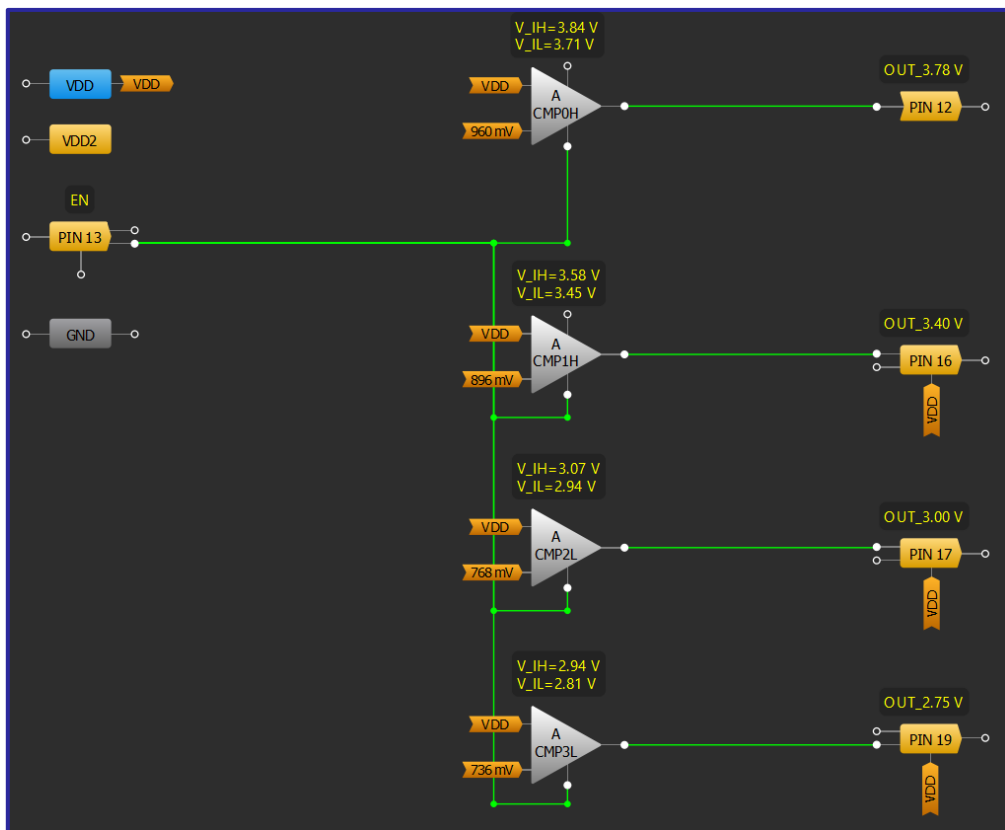 VDD
VDD
VDD2
EN
PIN 13
GND
V_IH=3.84 V
V_IL=3.71 V
VDD
960 mV
A
CMP0H
OUT_3.78 V
PIN 12
V_IH=3.58 V
V_IL=3.45 V
VDD
896 mV
A
CMP1H
OUT_3.40 V
PIN 16
VDD
V_IH=3.07 V
V_IL=2.94 V
VDD
768 mV
A
CMP2L
OUT_3.00 V
PIN 17
VDD
V_IH=2.94 V
V_IL=2.81 V
VDD
736 mV
A
CMP3L
OUT_2.75 V
PIN 19
VDD